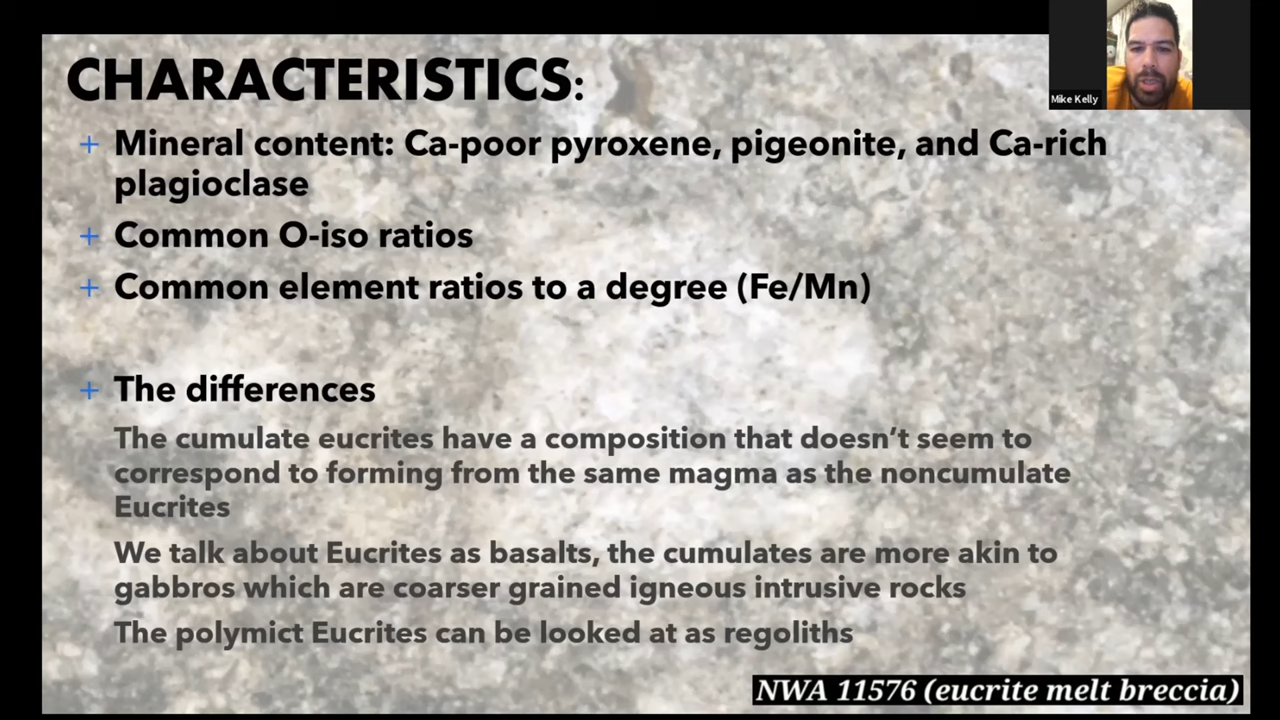 CHARACTERISTICS:
Mike Kelly
+ Mineral content: Ca-poor pyroxene, pigeonite, and Ca-rich
plagioclase
+ Common O-iso ratios
+ Common element ratios to a degree (Fe/Mn)
+ The differences
The cumulate eucrites have a composition that doesn’t seem to
correspond to forming from the same magma as the noncumulate
Eucrites
We talk about Eucrites as basalts, the cumulates are more akin to
gabbros which are coarser grained igneous intrusive rocks
The polymict Eucrites can be looked at as regoliths
NWA 11576 (eucrite melt breccia)